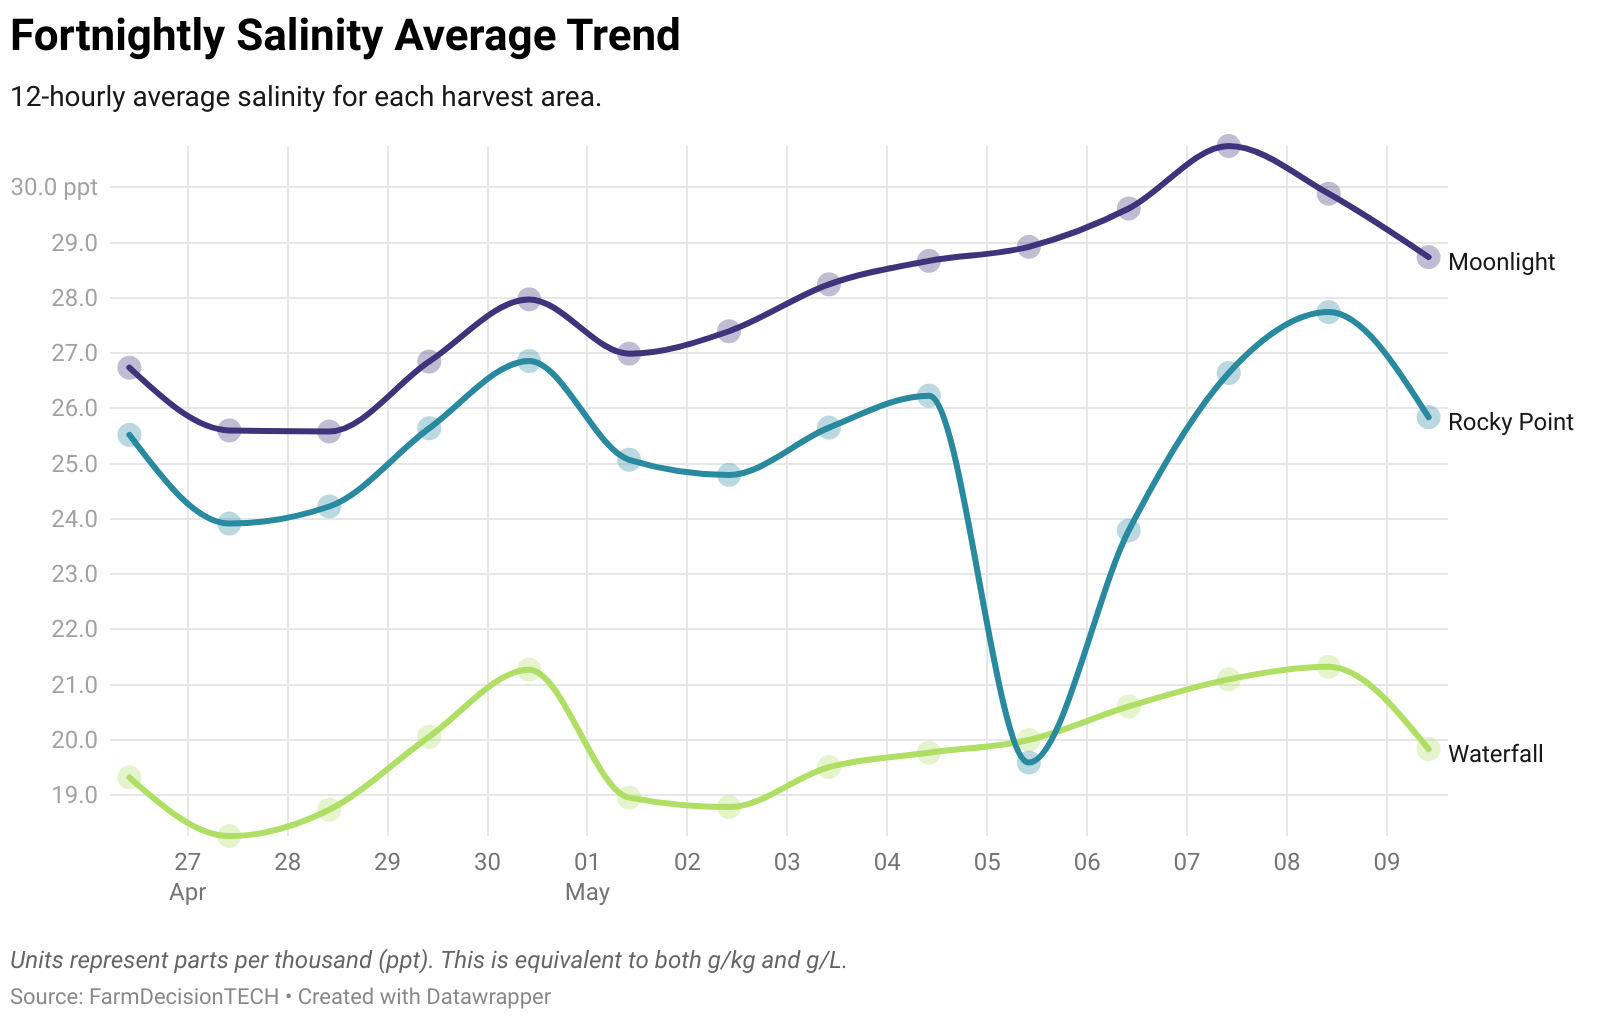 Fortnightly Salinity Average Trend
12-hourly average salinity for each harvest area.
30.0 ppt
29.0
28.0
27.0
26.0
25.0
24.0
23.0
22.0
21.0
20.0
19.0
Moonlight
Rocky Point
Waterfall
27 28 29 30 01 02 03 04 05 06 07 08 09
Apr May
Units represent parts per thousand (ppt). This is equivalent to both g/kg and g/L.
Source: FarmDecisionTECH • Created with Datawrapper